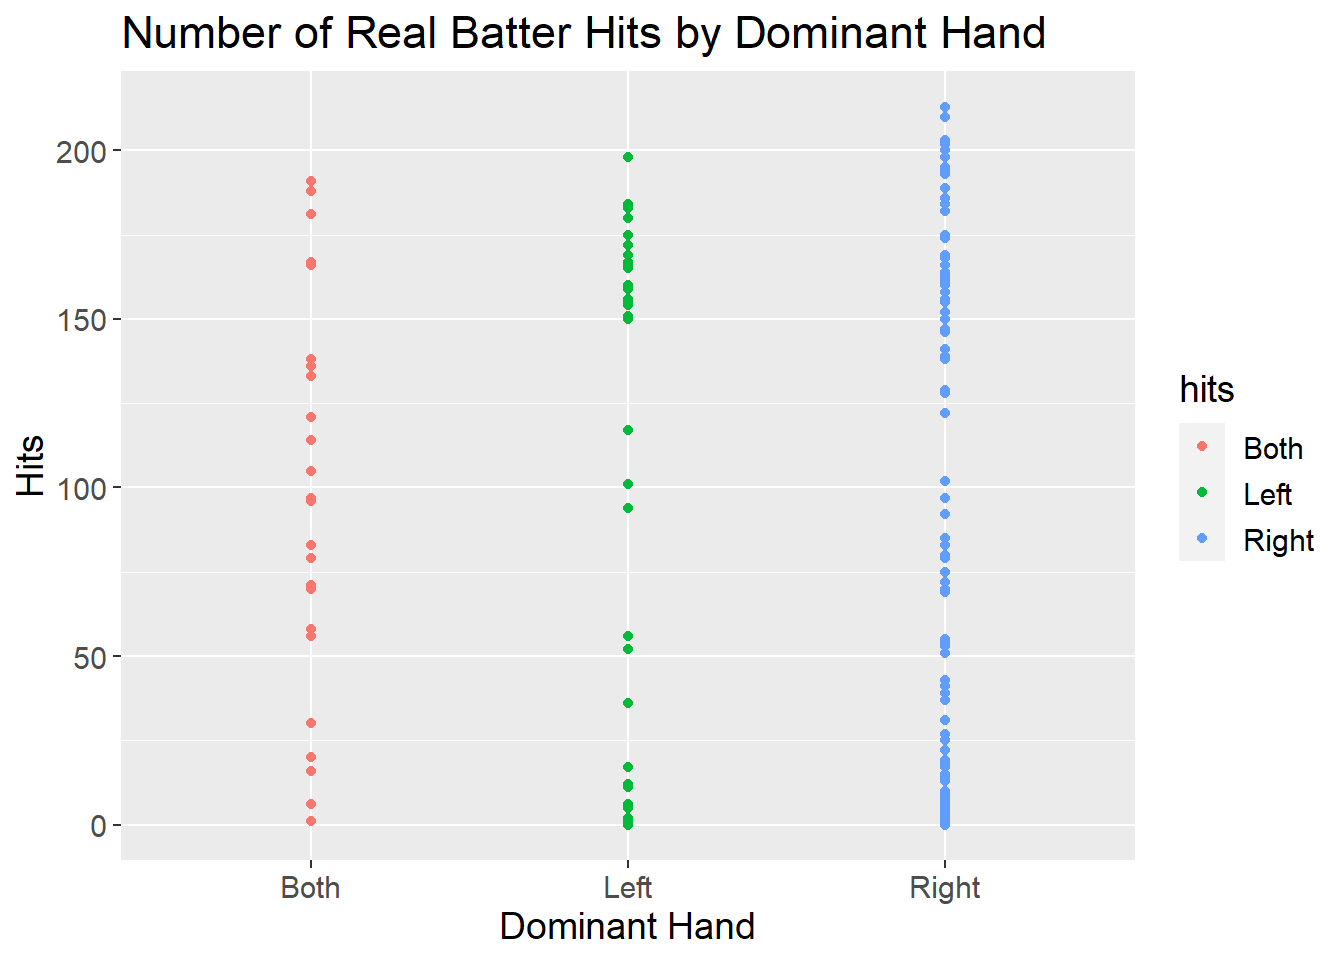 Number of Real Batter Hits by Dominant Hand
Hits
200
150
100
50
0
Both
Left
Right
Dominant Hand
hits
Both
Left
Right